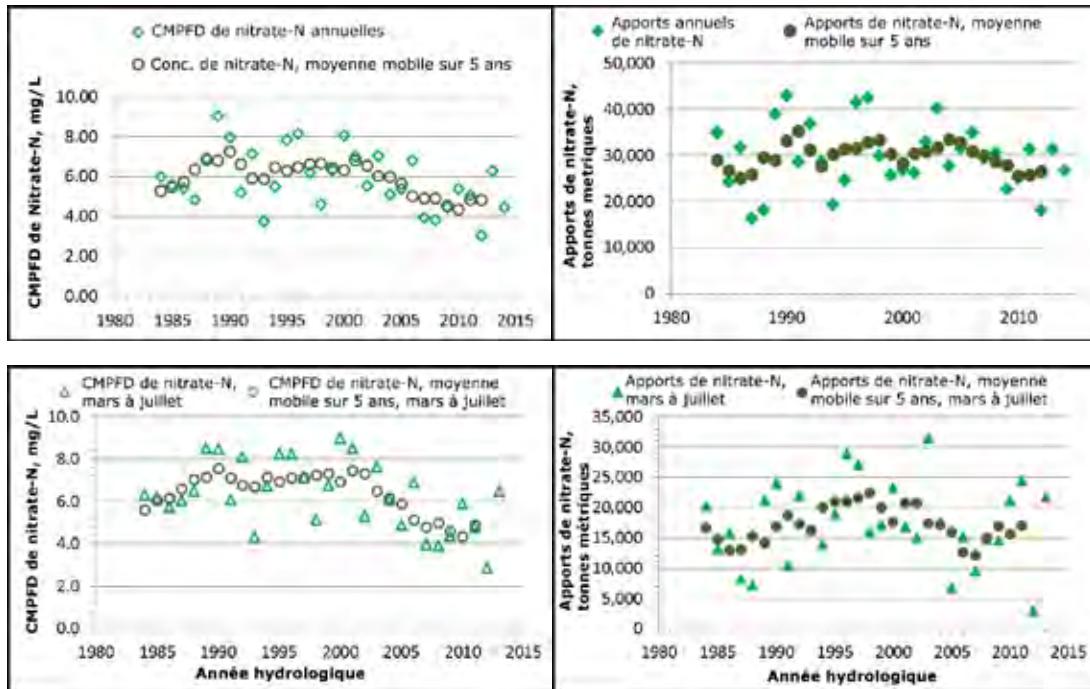 CMPFD de nitrate-N annuelles
Conc. de nitrate-N, moyenne mobile sur 5 ans
CMPFD de Nitrate-N, mg/L
10.00
8.00
6.00
4.00
2.00
0.00
1980 1985 1990 1995 2000 2006 2010 2015
Apports annuels
de nitrate-N
Apports de nitrate-N, moyenne
mobile sur 5 ans
Apports de nitrate-N,
tonnes métriques
50,000
40,000
30,000
20,000
10,000
0
1980 1990 2000 2010
CMPFD de nitrate-N,
mars à juillet
CMPFD de nitrate-N, moyenne
mobile sur 5 ans, mars à juillet
CMPFD de nitrate-N, mg/L
10.0
8.0
6.0
4.0
2.0
0.0
1980 1985 1990 1995 2000 2005 2010 2015
Année hydrologique
Apports de nitrate-N,
mars à juillet
Apports de nitrate-N, moyenne
mobile sur 5 ans, mars à juillet
Apports de nitrate-N,
tonnes métriques
35,000
30,000
25,000
20,000
15,000
10,000
5,000
0
1980 1985 1990 1995 2000 2005 2010 2015
Année hydrologique